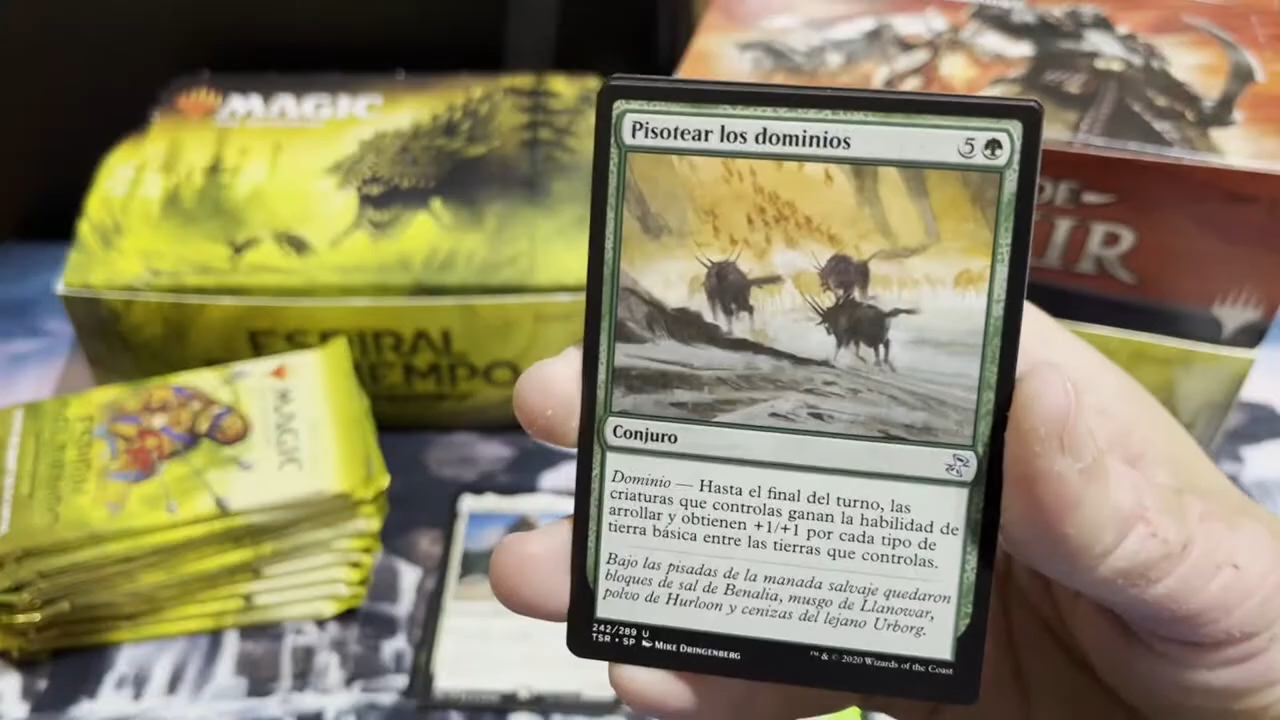 MAGIC
ESPIRAL
TIEMPO
DE
IR
MAGIC
Pisotear los dominios
5
Conjuro
Dominio — Hasta el final del turno, las
criaturas que controlas ganan la habilidad de
arrollar y obtienen +1/+1 por cada tipo de
tierra básica entre las tierras que controlas.
Bajo las pisadas de la manada salvaje quedaron
bloques de sal de Benalia, musgo de Llanowar,
polvo de Hurloon y cenizas del lejano Urborg.
242/289 U
TSR • SP Mike Dringenberg
™ & © 2020 Wizards of the Coast